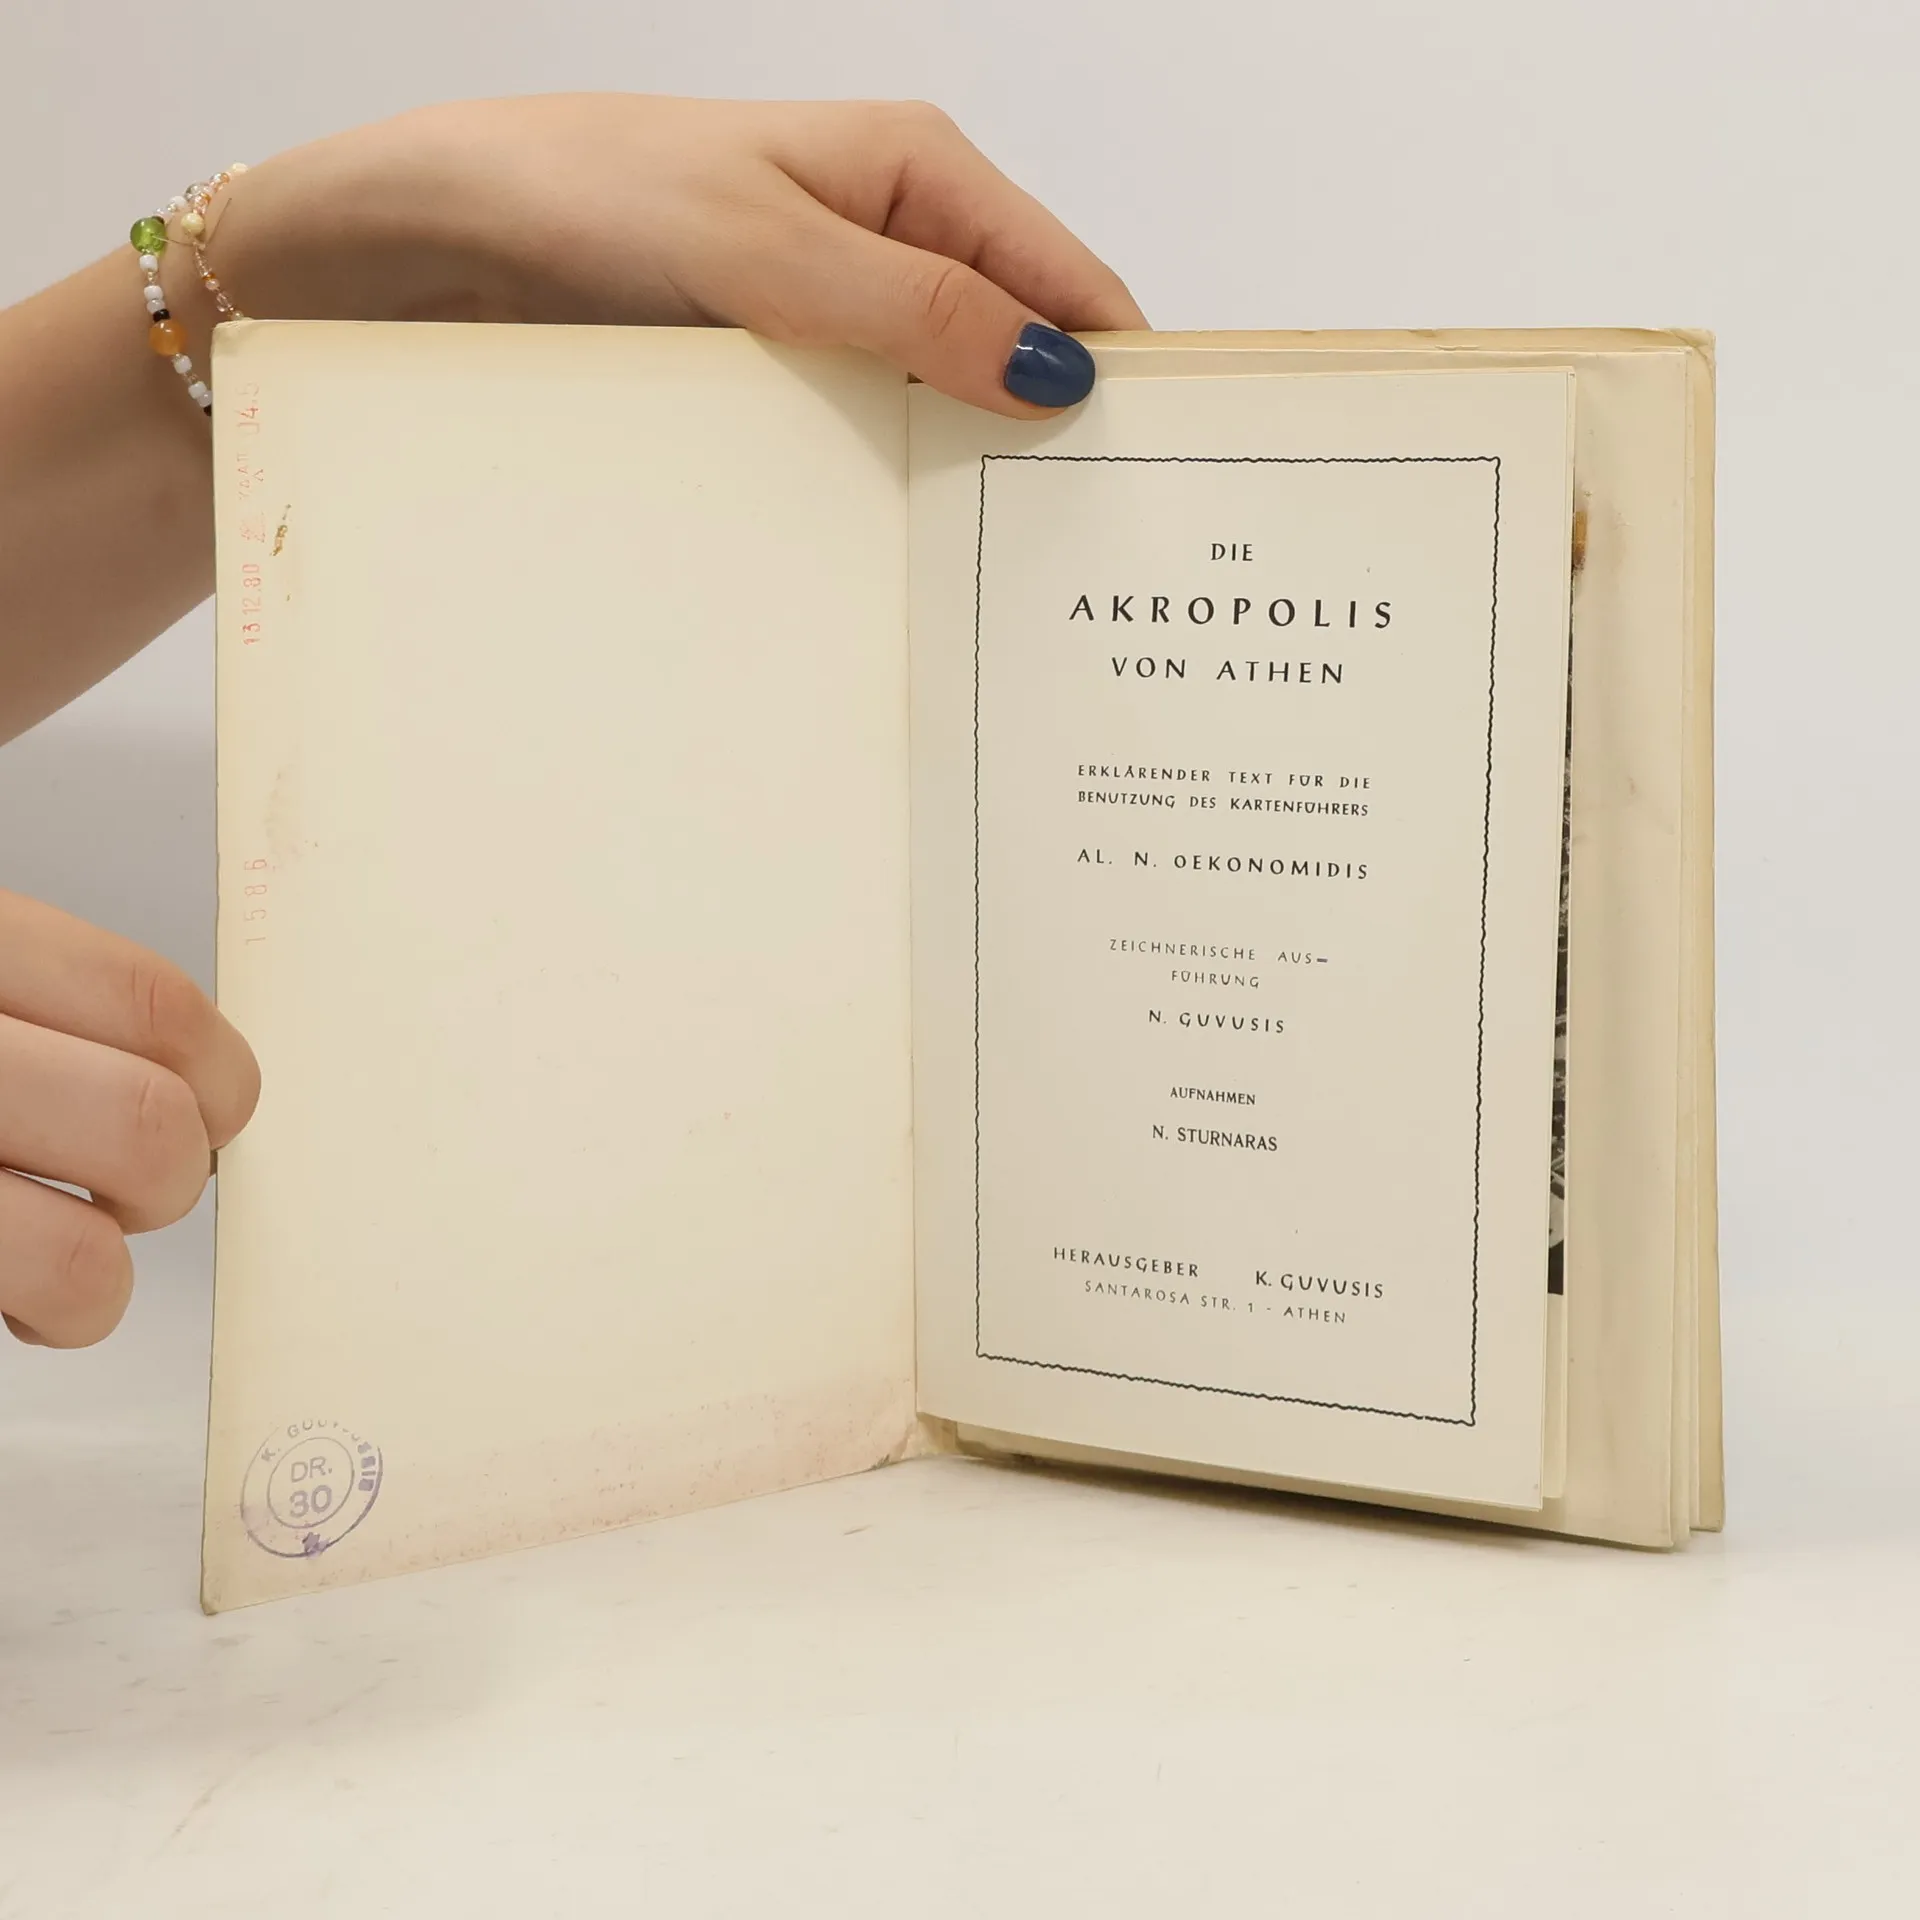 13.12.80
1586
DR.
30
DIE
AKROPOLIS
VON ATHEN
ERKLÄRENDER TEXT FÜR DIE
BENUTZUNG DES KARTENFÜHRERS
AL. N. OEKONOMIDIS
ZEICHNERISCHE AUS-
FÜHRUNG
N. GUVUSIS
AUFNAHMEN
N. STURNARAS
HERAUSGEBER K. GUVUSIS
SANTAROSA STR. 1 - ATHEN